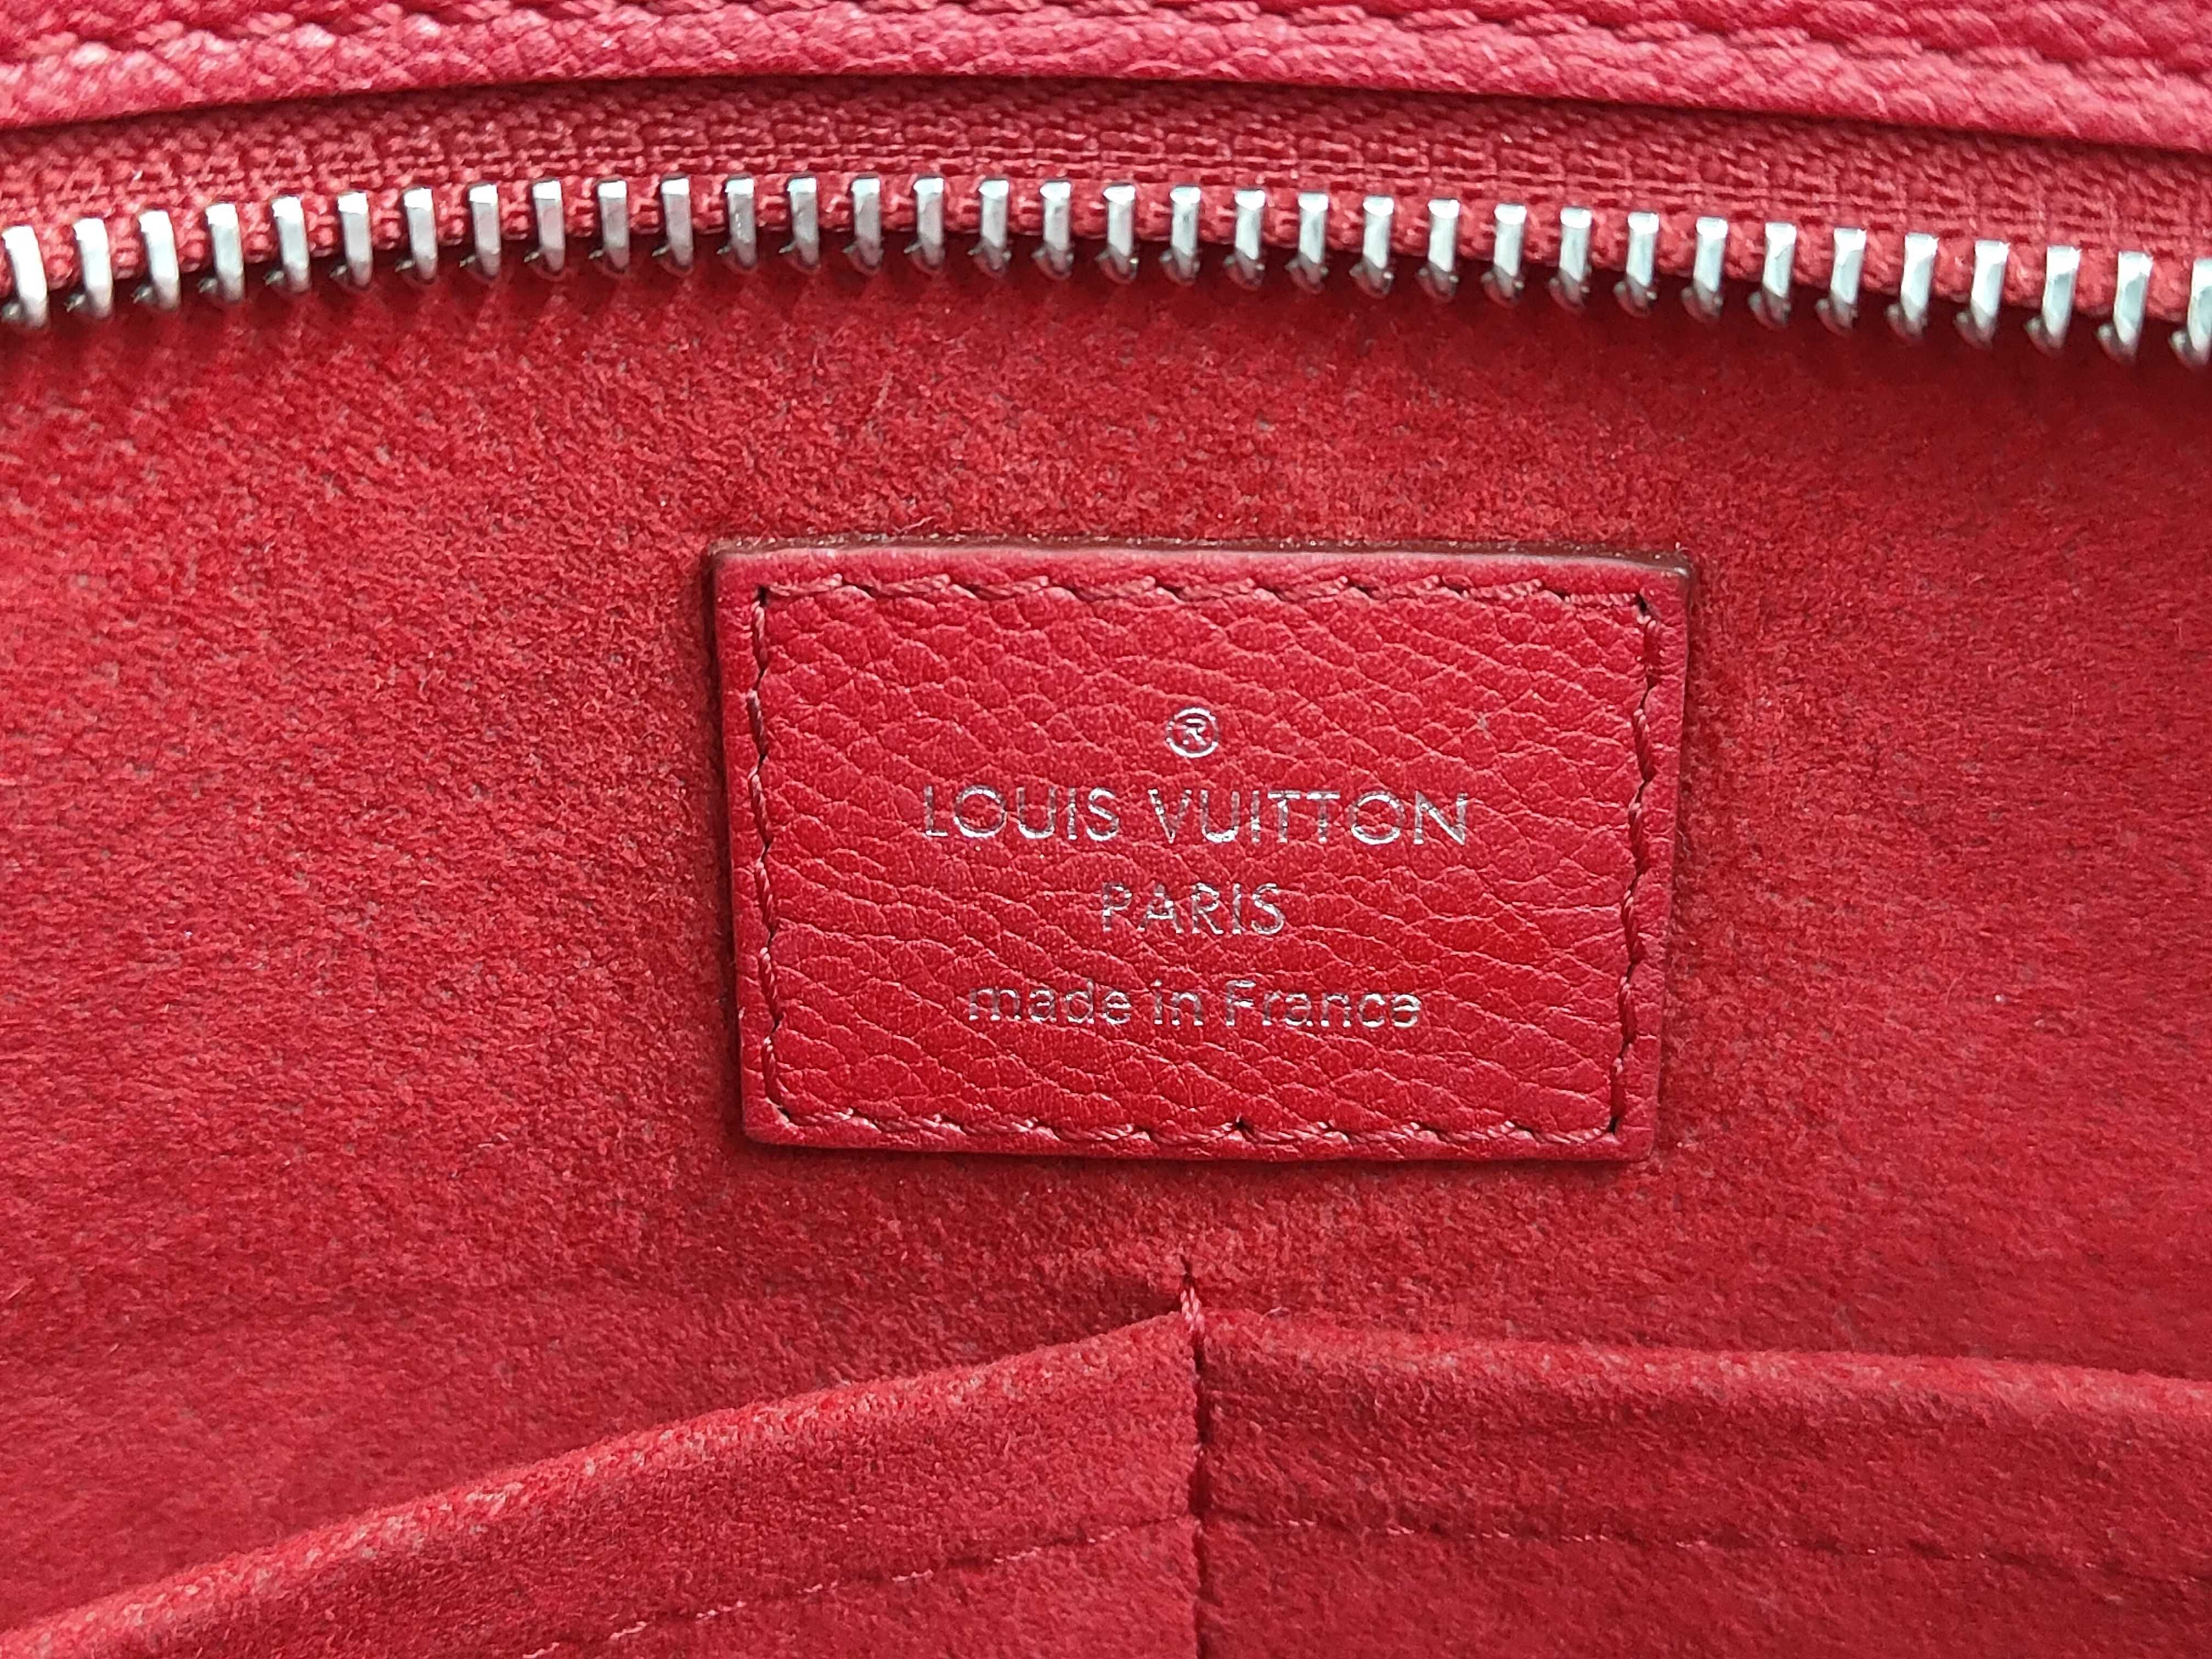 ®
LOUIS VUITTON
PARIS
made in France